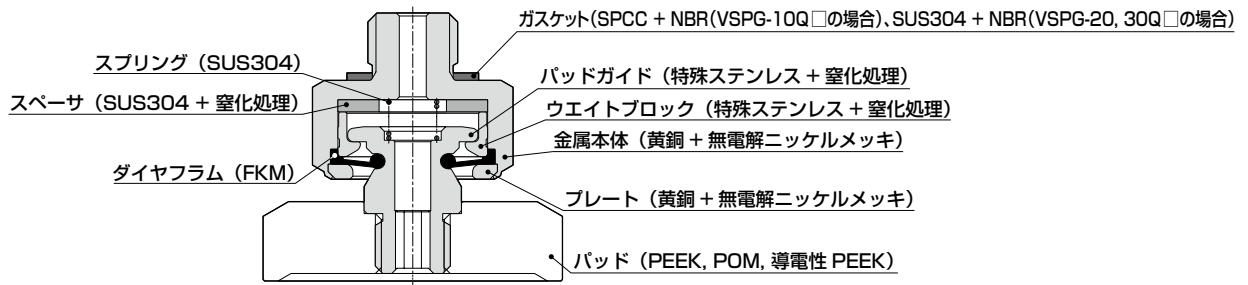 ガスケット(SPCC + NBR(VSPG-10Q□の場合)、SUS304 + NBR(VSPG-20, 30Q□の場合)
スプリング（SUS304）
パッドガイド（特殊ステンレス + 窒化処理）
スペーサ（SUS304 + 窒化処理）
ウエイトブロック（特殊ステンレス + 窒化処理）
金属本体（黄銅 + 無電解ニッケルメッキ）
ダイヤフラム（FKM）
プレート（黄銅 + 無電解ニッケルメッキ）
パッド（PEEK, POM, 導電性 PEEK）